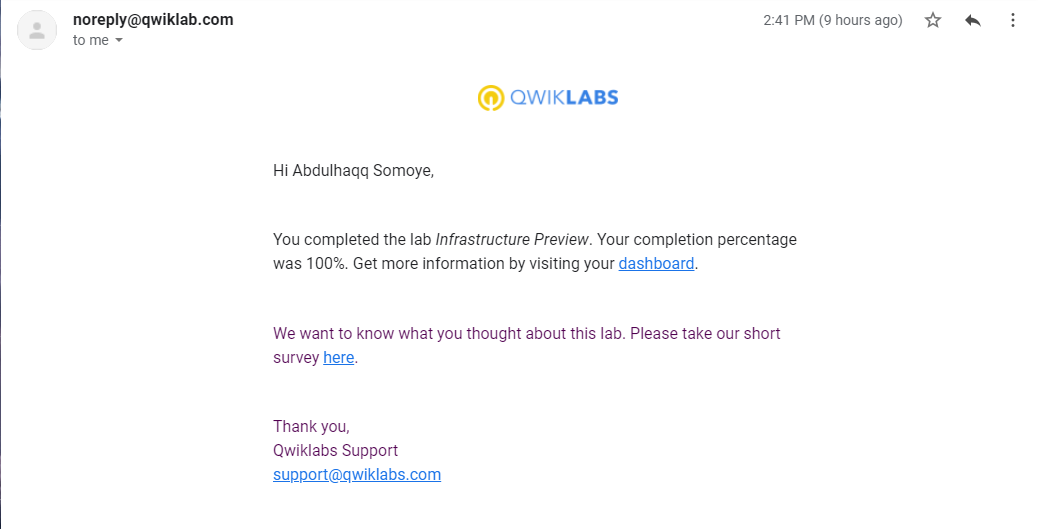 noreply@qwiklab.com
2:41 PM (9 hours ago)
to me
QWIKLABS
Hi Abdulhaqq Somoye,
You completed the lab Infrastructure Preview. Your completion percentage
was 100%. Get more information by visiting your dashboard.
We want to know what you thought about this lab. Please take our short
survey here.
Thank you,
Qwiklabs Support
support@qwiklabs.com